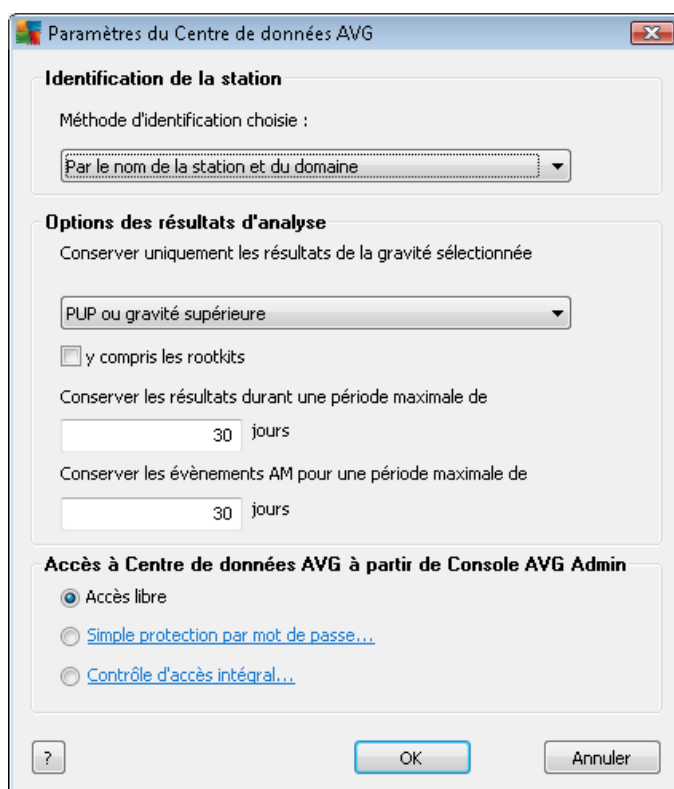 Paramètres du Centre de données AVG
Identification de la station
Méthode d'identification choisie :
Par le nom de la station et du domaine
Options des résultats d'analyse
Conserver uniquement les résultats de la gravité sélectionnée
PUP ou gravité supérieure
y compris les rootkits
Conserver les résultats durant une période maximale de
30 jours
Conserver les évènements AM pour une période maximale de
30 jours
Accès à Centre de données AVG à partir de Console AVG Admin
Accès libre
Simple protection par mot de passe...
Contrôle d'accès intégral...
? OK Annuler